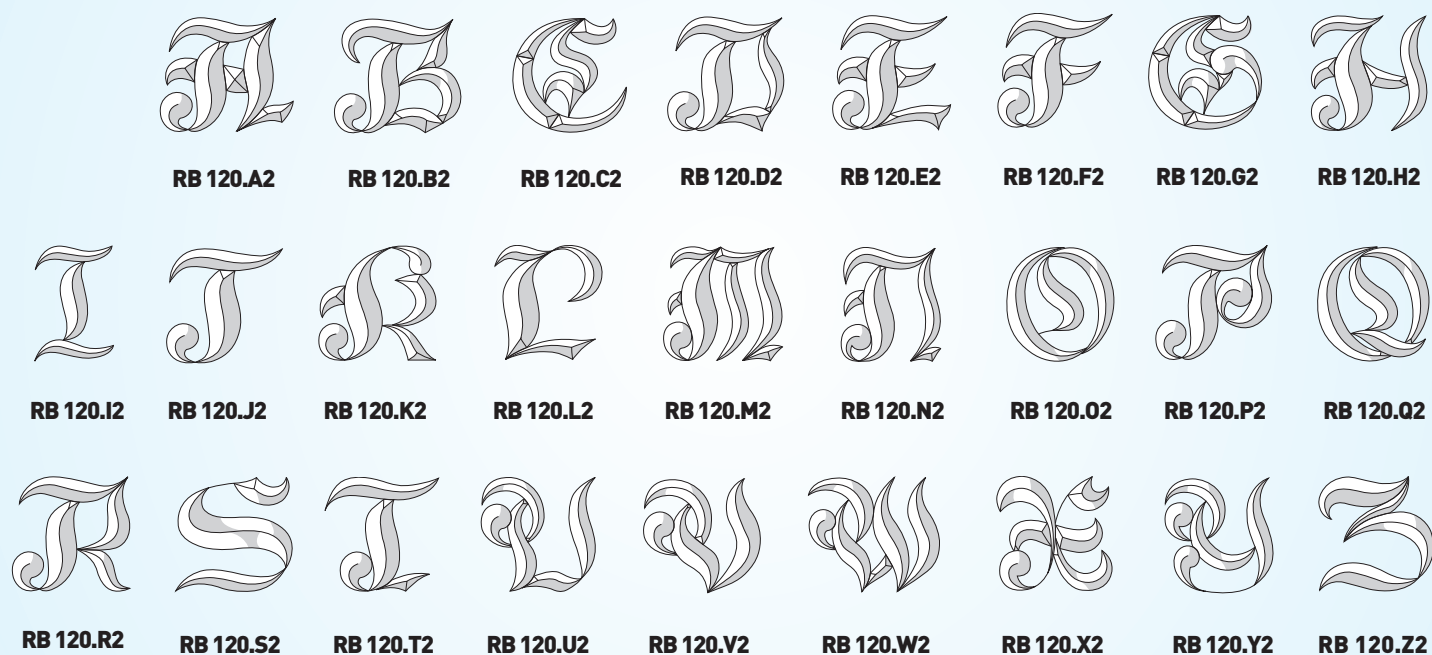 A B C D E F G H
RB 120.A2 RB 120.B2 RB 120.C2 RB 120.D2 RB 120.E2 RB 120.F2 RB 120.G2 RB 120.H2
I J K L M N O P Q
RB 120.I2 RB 120.J2 RB 120.K2 RB 120.L2 RB 120.M2 RB 120.N2 RB 120.O2 RB 120.P2 RB 120.Q2
R S T U V W X Y Z
RB 120.R2 RB 120.S2 RB 120.T2 RB 120.U2 RB 120.V2 RB 120.W2 RB 120.X2 RB 120.Y2 RB 120.Z2